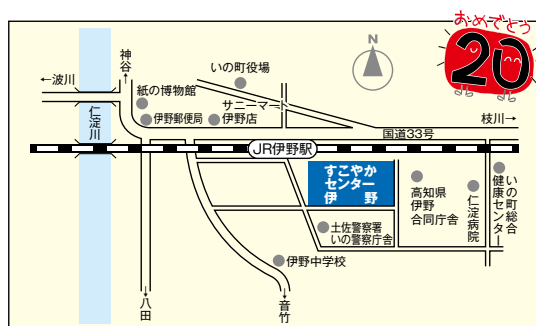 おめでとう
20
N
神谷
←波川
いの町役場
紙の博物館
サニーマート
伊野店
伊野郵便局
枝川→
国道33号
仁淀川
JR伊野駅
すこやか
センター
伊野
高知県
伊野
合同庁舎
仁淀病院
いの町総合
健康センター
土佐警察署
いの警察庁舎
伊野中学校
八田
音竹